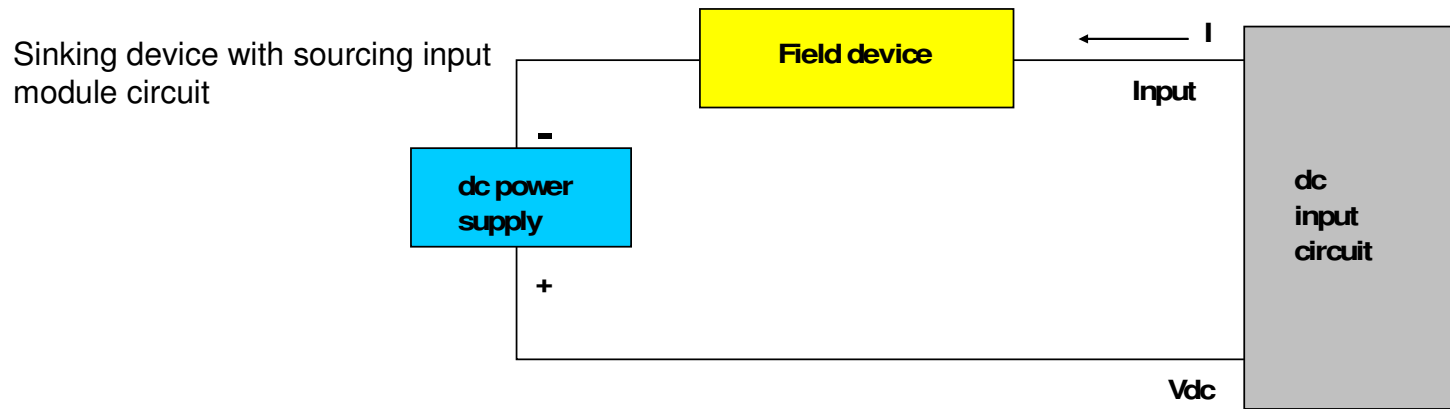 Sinking device with sourcing input
module circuit
Field device
I
Input
-
dc power
supply
+
dc
input
circuit
Vdc